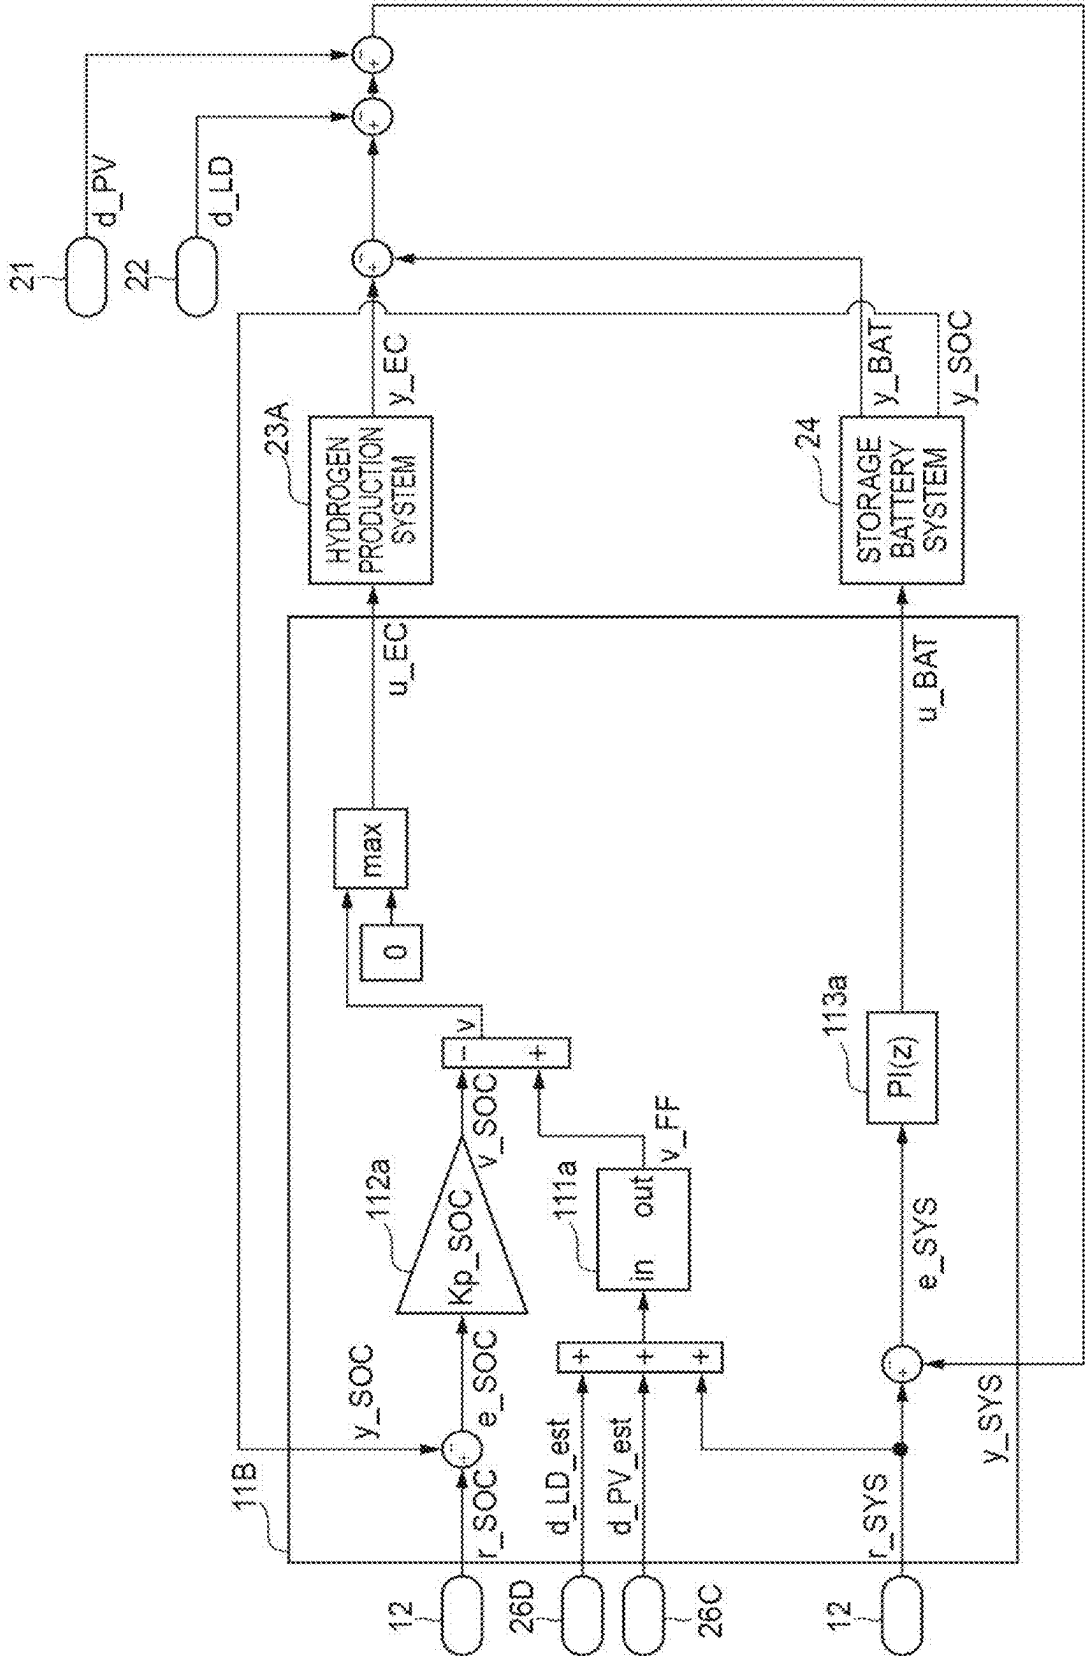 21
d_PV
22
d_LD
11B
12
r_SOC
+
-
y_SOC
e_SOC
112a
Kp_SOC
v_SOC
-
+
v
0
max
u_EC
23A
HYDROGEN
PRODUCTION
SYSTEM
y_EC
+
-
+
-
+
-
26D
d_LD_est
26C
d_PV_est
+
+
+
111a
in
out
v_FF
12
r_SYS
+
-
y_SYS
e_SYS
113a
PI(z)
u_BAT
24
STORAGE
BATTERY
SYSTEM
y_BAT
y_SOC